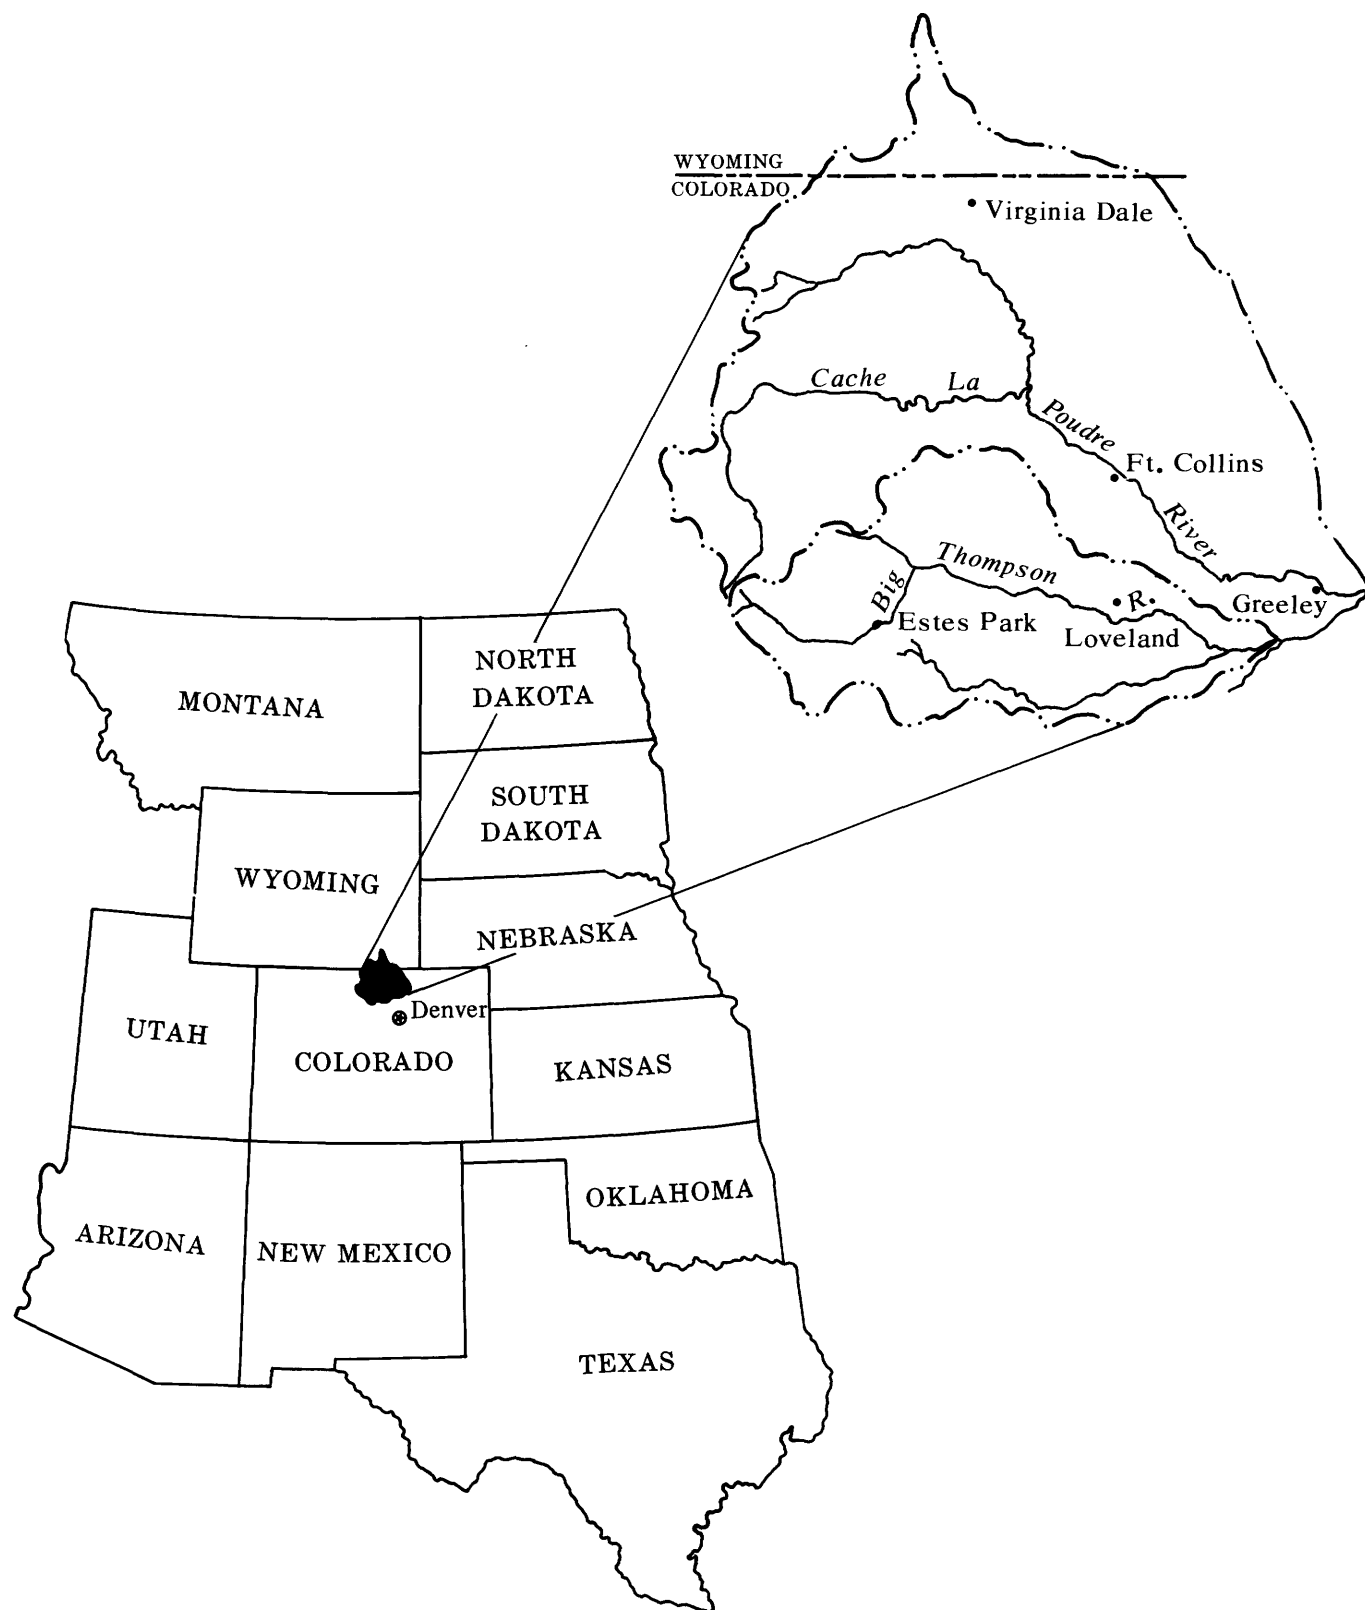 WYOMING
COLORADO
Virginia Dale
Cache La Poudre River
Ft. Collins
Big Thompson R.
Greeley
Estes Park
Loveland
NORTH
DAKOTA
MONTANA
SOUTH
DAKOTA
WYOMING
NEBRASKA
Denver
UTAH
COLORADO
KANSAS
OKLAHOMA
ARIZONA
NEW MEXICO
TEXAS